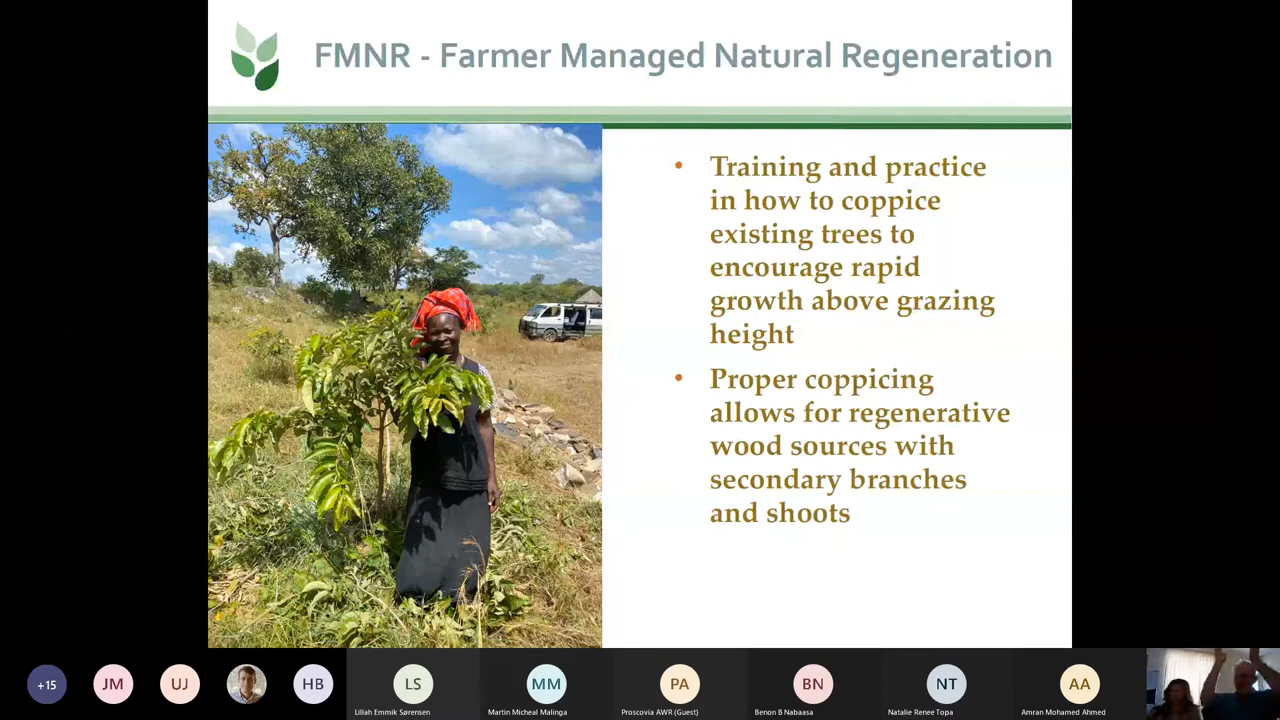 FMNR - Farmer Managed Natural Regeneration
• Training and practice
in how to coppice
existing trees to
encourage rapid
growth above grazing
height
• Proper coppicing
allows for regenerative
wood sources with
secondary branches
and shoots
+15
JM
UJ
HB
LS
Lillah Emmik Sørensen
MM
Martin Micheal Malinga
PA
Proscovia AWR (Guest)
BN
Benon B Nabaasa
NT
Natalie Renee Topa
AA
Amran Mohamed Ahmed